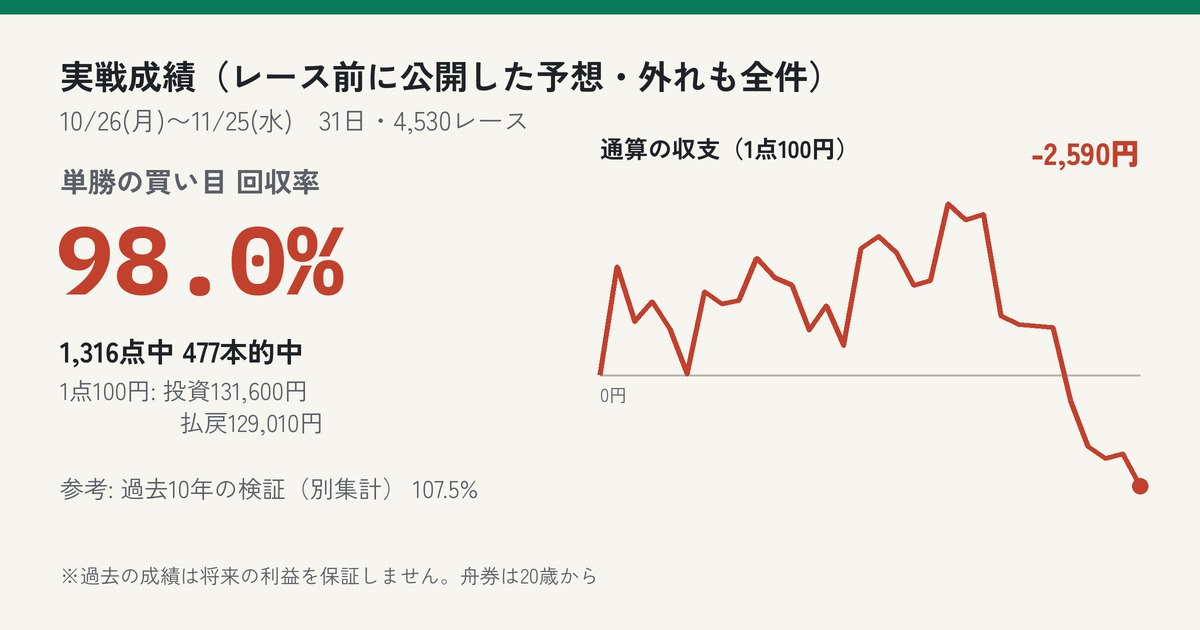 実戦成績（レース前に公開した予想・外れも全件）
10/26(月)〜11/25(水)　31日・4,530レース
単勝の買い目 回収率
98.0%
1,316点中 477本的中
1点100円: 投資131,600円
払戻129,010円
参考: 過去10年の検証（別集計） 107.5%
通算の収支（1点100円）
-2,590円
0円
※過去の成績は将来の利益を保証しません。舟券は20歳から